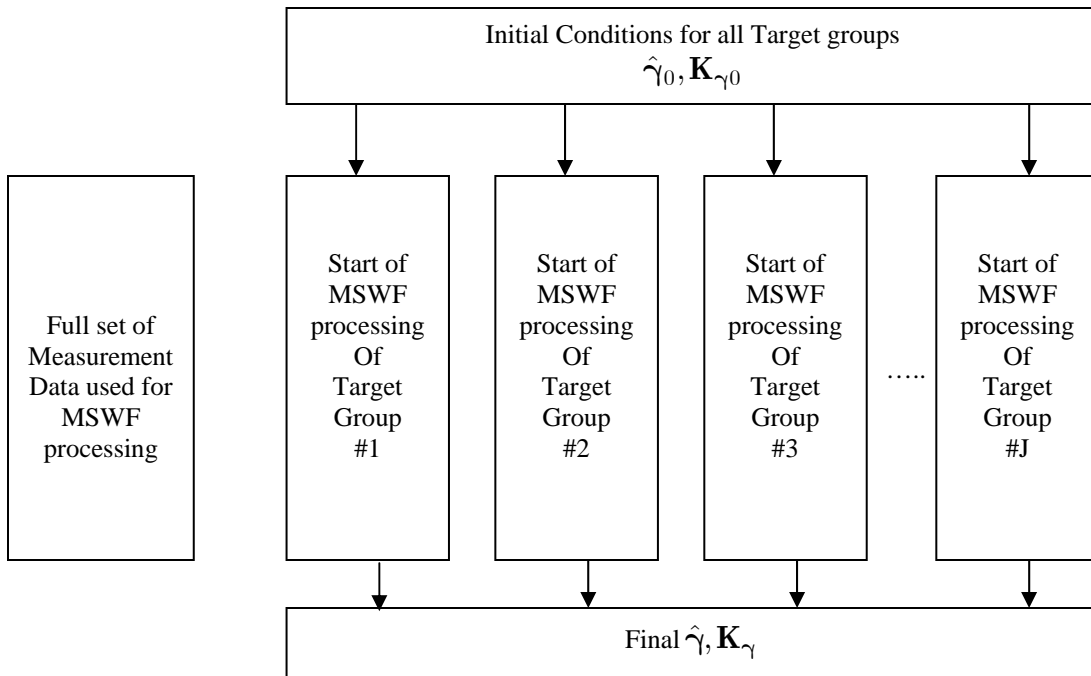 Initial Conditions for all Target groups
γ̂₀, K_γ0
Full set of
Measurement
Data used for
MSWF
processing
Start of
MSWF
processing
Of
Target
Group
#1
Start of
MSWF
processing
Of
Target
Group
#2
Start of
MSWF
processing
Of
Target
Group
#3
…..
Start of
MSWF
processing
Of
Target
Group
#J
Final γ̂, K_γ